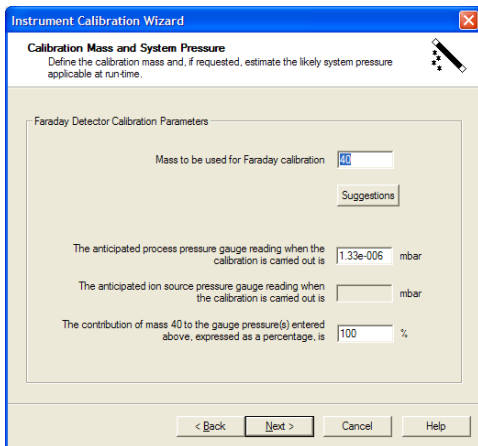 Instrument Calibration Wizard
Calibration Mass and System Pressure
Define the calibration mass and, if requested, estimate the likely system pressure
applicable at run-time.
Faraday Detector Calibration Parameters
Mass to be used for Faraday calibration 40
Suggestions
The anticipated process pressure gauge reading when the
calibration is carried out is 1.33e-006 mbar
The anticipated ion source pressure gauge reading when
the calibration is carried out is mbar
The contribution of mass 40 to the gauge pressure(s) entered
above, expressed as a percentage, is 100 %
< Back Next > Cancel Help